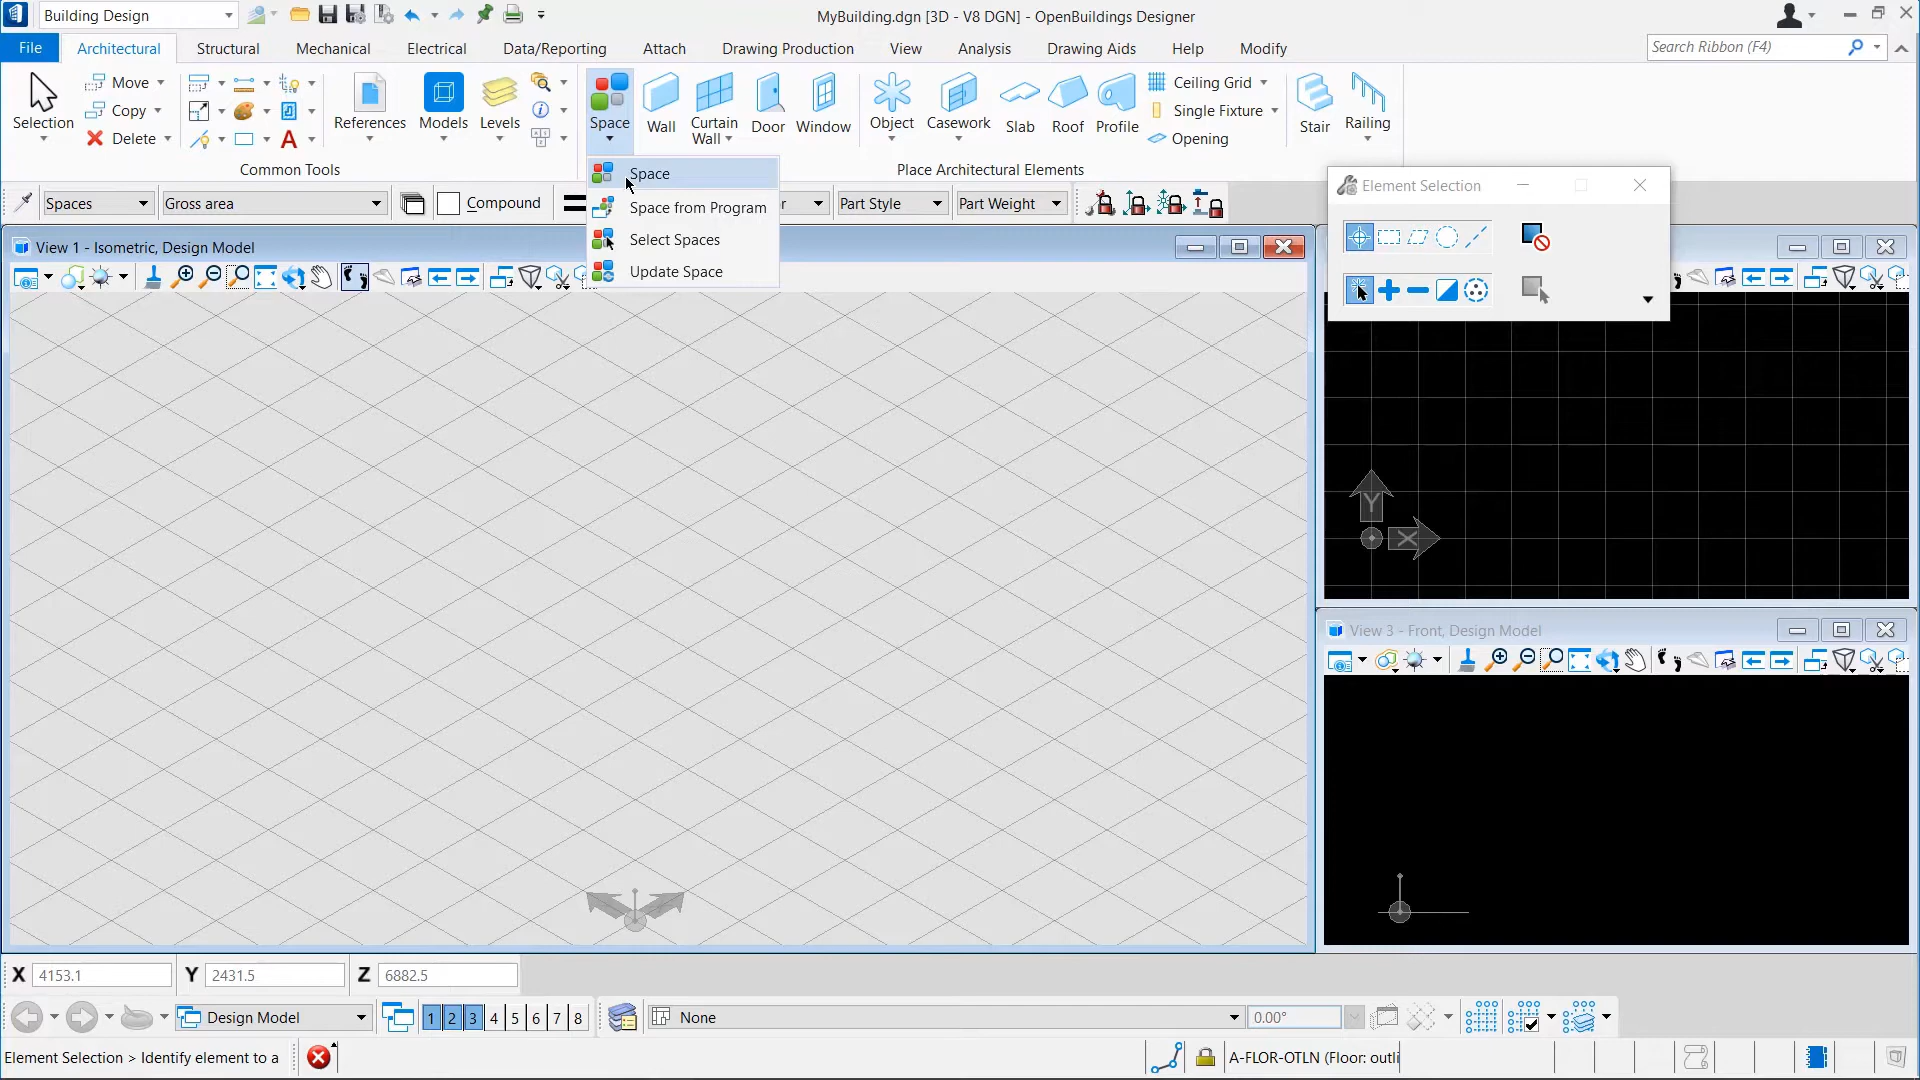 Building Design
MyBuilding.dgn [3D - V8 DGN] - OpenBuildings Designer
File Architectural Structural Mechanical Electrical Data/Reporting Attach Drawing Production View Analysis Drawing Aids Help Modify
Search Ribbon (F4)
Selection
Move
Copy
Delete
References
Models
Levels
Common Tools
Space
Wall
Curtain
Wall
Door
Window
Object
Casework
Slab
Roof
Profile
Ceiling Grid
Single Fixture
Opening
Stair
Railing
Place Architectural Elements
Space
Space from Program
Select Spaces
Update Space
Spaces
Gross area
Compound
r
Part Style
Part Weight
Element Selection
View 1 - Isometric, Design Model
Y
X
View 3 - Front, Design Model
X 4153.1 Y 2431.5 Z 6882.5
Design Model
1 2 3 4 5 6 7 8
None
0.00°
Element Selection > Identify element to a
A-FLOR-OTLN (Floor: outli